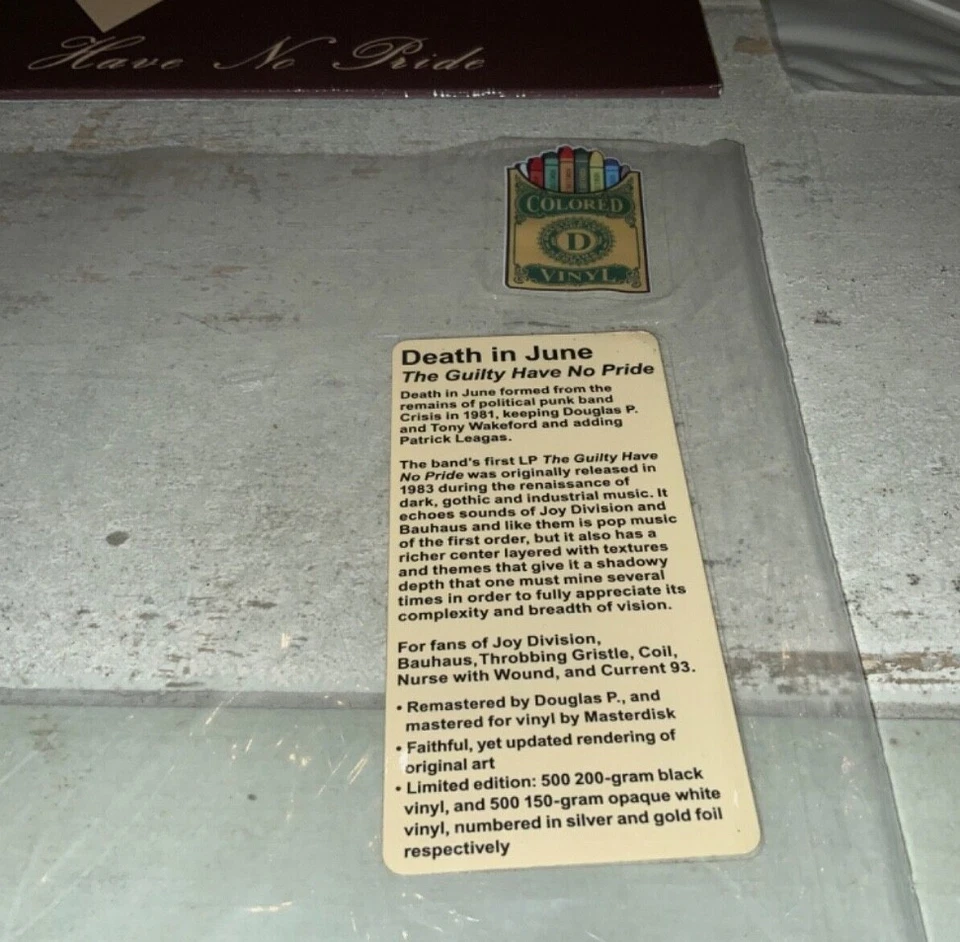 Have No Pride
COLORED
D
VINYL
Death in June
The Guilty Have No Pride
Death in June formed from the
remains of political punk band
Crisis in 1981, keeping Douglas P.
and Tony Wakeford and adding
Patrick Leagas.
The band's first LP The Guilty Have
No Pride was originally released in
1983 during the renaissance of
dark, gothic and industrial music. It
echoes sounds of Joy Division and
Bauhaus and like them is pop music
of the first order, but it also has a
richer center layered with textures
and themes that give it a shadowy
depth that one must mine several
times in order to fully appreciate its
complexity and breadth of vision.
For fans of Joy Division,
Bauhaus, Throbbing Gristle, Coil,
Nurse with Wound, and Current 93.
• Remastered by Douglas P., and
mastered for vinyl by Masterdisk
• Faithful, yet updated rendering of
original art
• Limited edition: 500 200-gram black
vinyl, and 500 150-gram opaque white
vinyl, numbered in silver and gold foil
respectively